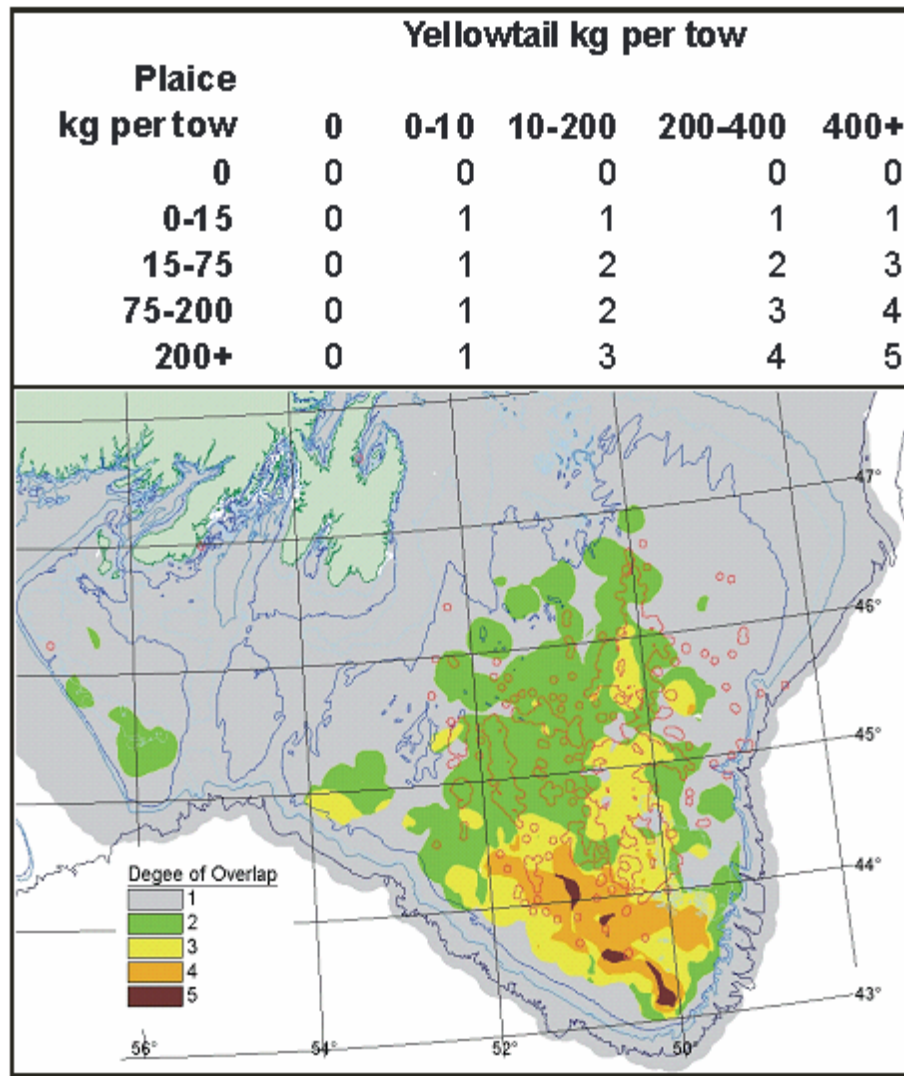 Yellowtail kg per tow
Plaice
kg per tow 0 0-10 10-200 200-400 400+
0 0 0 0 0 0
0-15 0 1 1 1 1
15-75 0 1 2 2 3
75-200 0 1 2 3 4
200+ 0 1 3 4 5
47°
46°
45°
44°
43°
Degee of Overlap
1
2
3
4
5
56° 54° 52° 50°